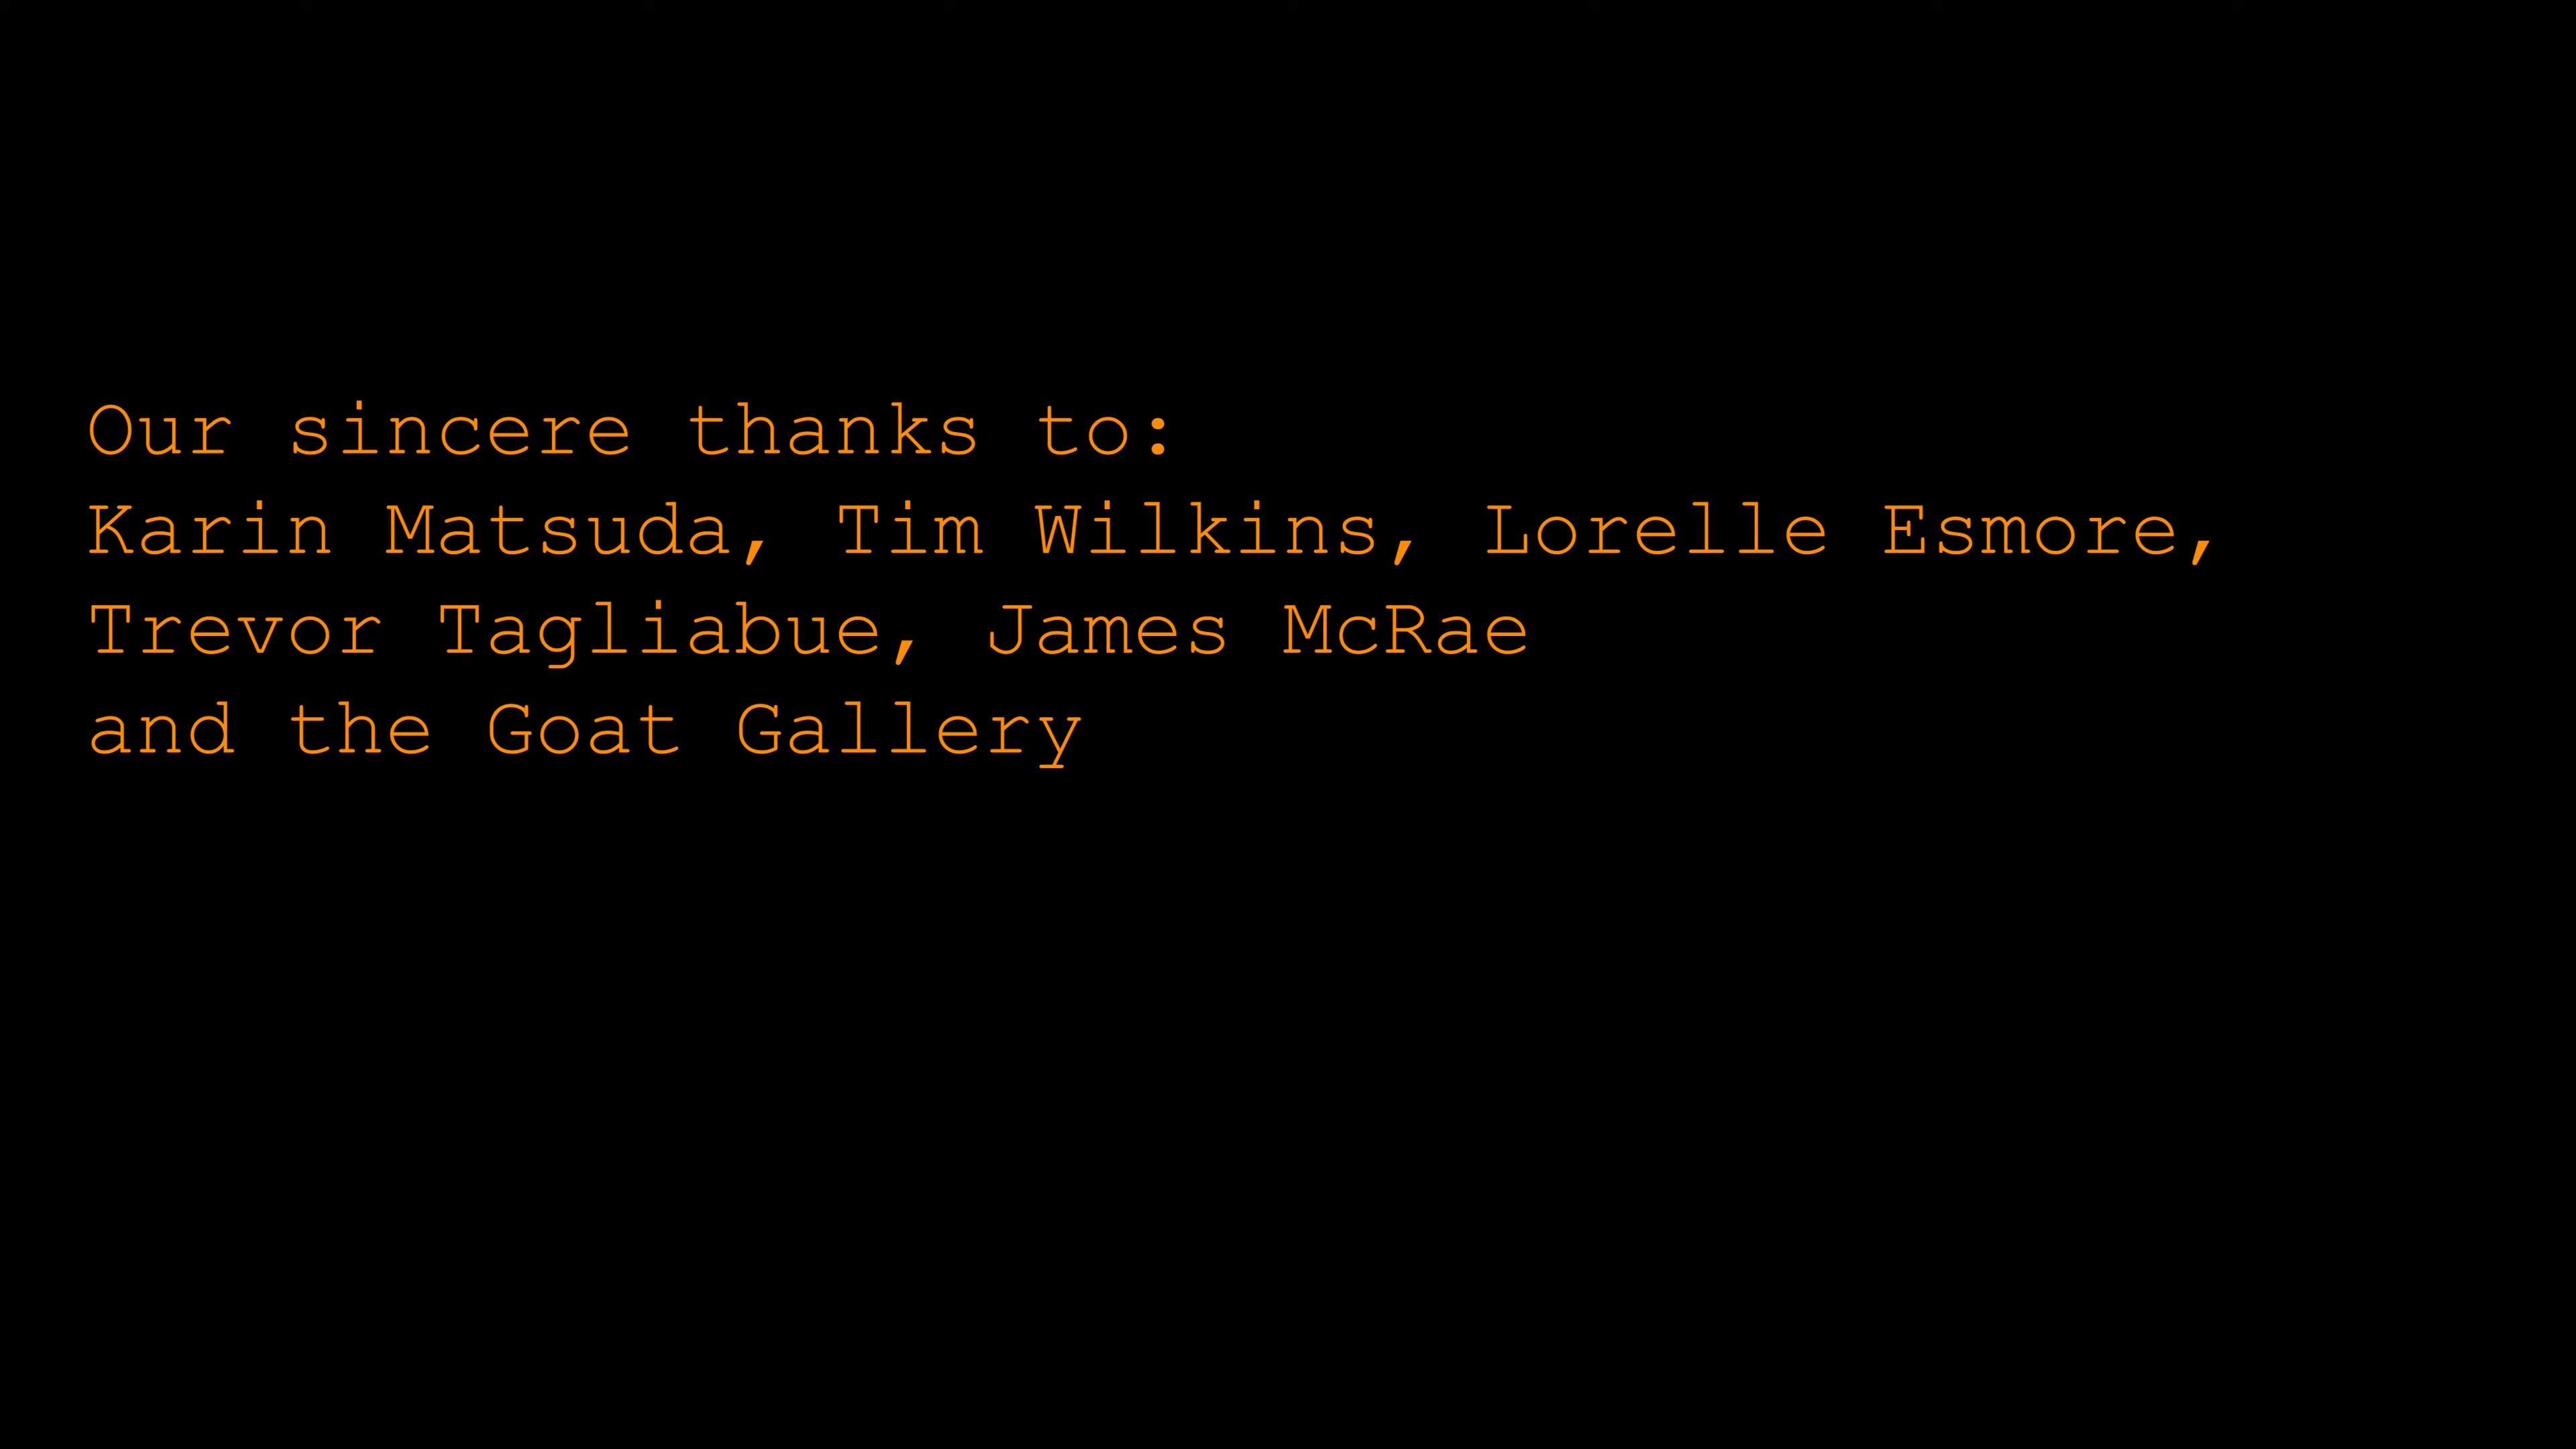 Our sincere thanks to:
Karin Matsuda, Tim Wilkins, Lorelle Esmore,
Trevor Tagliabue, James McRae
and the Goat Gallery